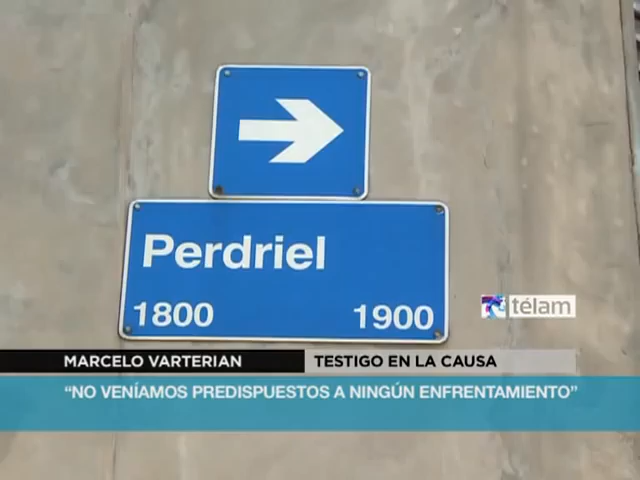 Perdriel
1800 1900
télam
MARCELO VARTERIAN TESTIGO EN LA CAUSA
“NO VENÍAMOS PREDISPUESTOS A NINGÚN ENFRENTAMIENTO”